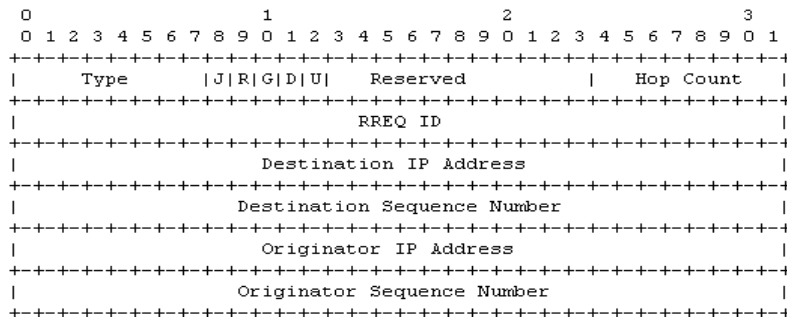 0                   1                   2                   3
 0 1 2 3 4 5 6 7 8 9 0 1 2 3 4 5 6 7 8 9 0 1 2 3 4 5 6 7 8 9 0 1
+-+-+-+-+-+-+-+-+-+-+-+-+-+-+-+-+-+-+-+-+-+-+-+-+-+-+-+-+-+-+-+-+
|     Type      |J|R|G|D|U|   Reserved          |   Hop Count   |
+-+-+-+-+-+-+-+-+-+-+-+-+-+-+-+-+-+-+-+-+-+-+-+-+-+-+-+-+-+-+-+-+
|                            RREQ ID                            |
+-+-+-+-+-+-+-+-+-+-+-+-+-+-+-+-+-+-+-+-+-+-+-+-+-+-+-+-+-+-+-+-+
|                    Destination IP Address                     |
+-+-+-+-+-+-+-+-+-+-+-+-+-+-+-+-+-+-+-+-+-+-+-+-+-+-+-+-+-+-+-+-+
|                  Destination Sequence Number                  |
+-+-+-+-+-+-+-+-+-+-+-+-+-+-+-+-+-+-+-+-+-+-+-+-+-+-+-+-+-+-+-+-+
|                    Originator IP Address                      |
+-+-+-+-+-+-+-+-+-+-+-+-+-+-+-+-+-+-+-+-+-+-+-+-+-+-+-+-+-+-+-+-+
|                  Originator Sequence Number                   |
+-+-+-+-+-+-+-+-+-+-+-+-+-+-+-+-+-+-+-+-+-+-+-+-+-+-+-+-+-+-+-+-+